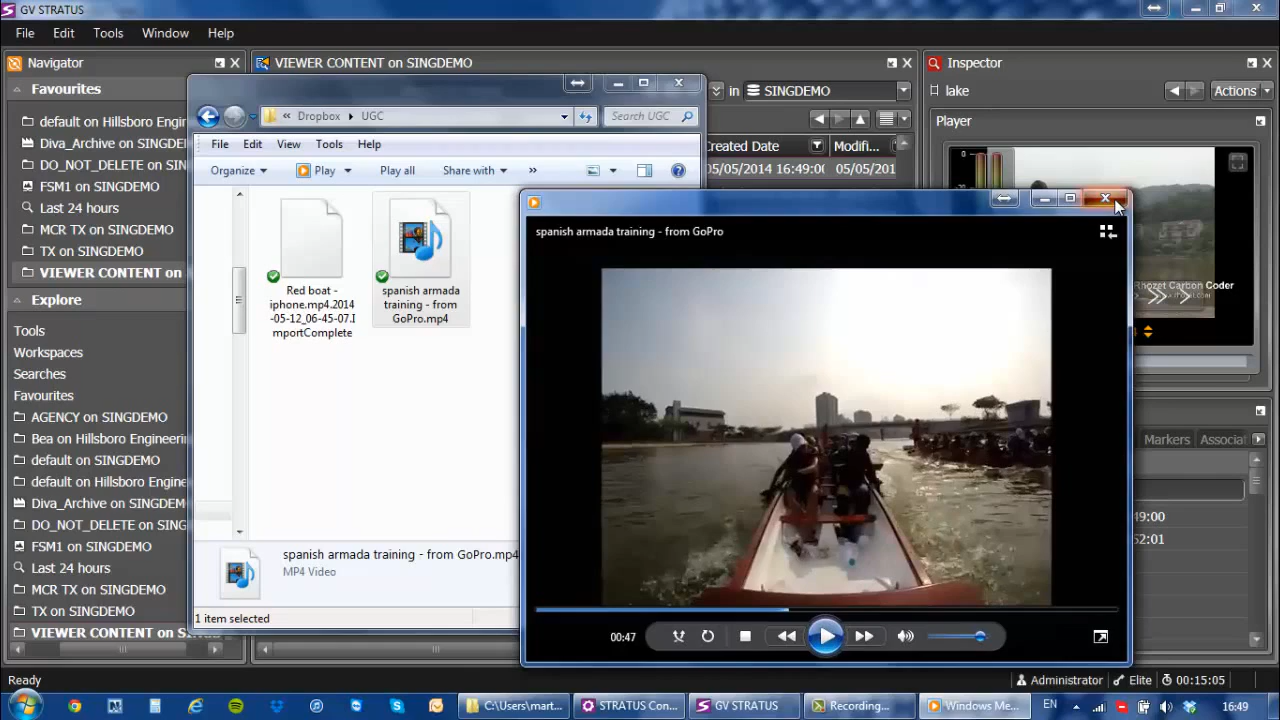 GV STRATUS
File Edit Tools Window Help
Navigator
VIEWER CONTENT on SINGDEMO
Inspector
Favourites
in SINGDEMO
lake
Actions
Dropbox UGC
Search UGC
Player
default on Hillsboro Engin
Diva_Archive on SINGDE
DO_NOT_DELETE on
FSM1 on SINGDEMO
Last 24 hours
MCR TX on SINGDEMO
TX on SINGDEMO
VIEWER CONTENT on
File Edit View Tools Help
Created Date Modifi...
Organize Play Play all Share with »
05/05/2014 16:49:00 05/05/201
Red boat -
iphone.mp4.2014
-05-12_06-45-07.I
mportComplete
spanish armada
training - from
GoPro.mp4
spanish armada training - from GoPro
Rhozet Carbon Coder
Explore
Tools
Workspaces
Searches
Favourites
AGENCY on SINGDEMO
Bea on Hillsboro Engineerin
default on SINGDEMO
default on Hillsboro Engin
Diva_Archive on SINGDEM
DO_NOT_DELETE on SING
FSM1 on SINGDEMO
Last 24 hours
MCR TX on SINGDEMO
TX on SINGDEMO
VIEWER CONTENT on
Markers Associa
49:00
52:01
spanish armada training - from GoPro.mp4
MP4 Video
1 item selected
00:47
Ready
Administrator Elite 00:15:05
C:\Users\mart... STRATUS Con... GV STRATUS Recording... Windows Me... EN 16:49